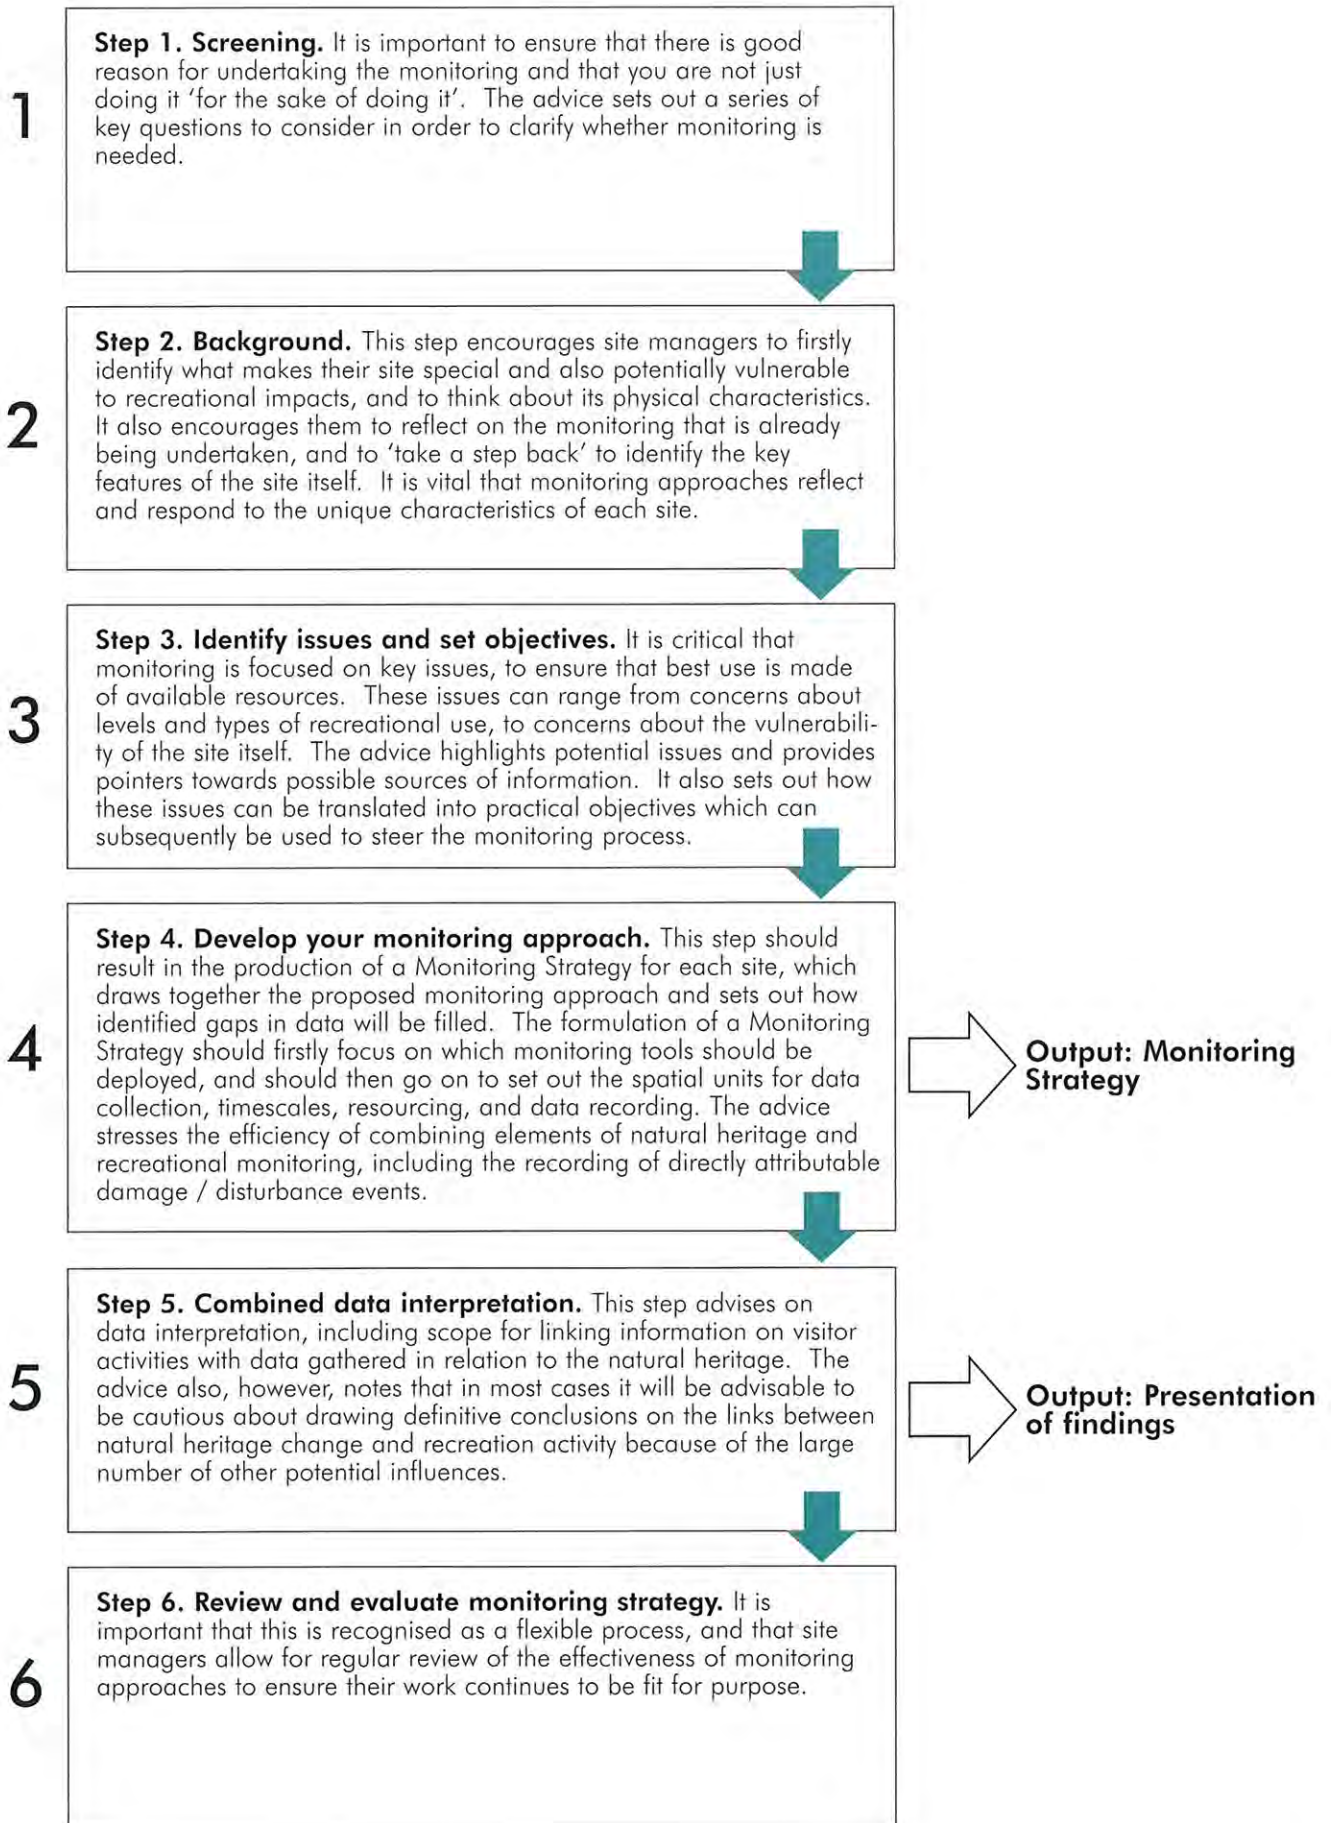 1
Step 1. Screening. It is important to ensure that there is good
reason for undertaking the monitoring and that you are not just
doing it 'for the sake of doing it'. The advice sets out a series of
key questions to consider in order to clarify whether monitoring is
needed.
2
Step 2. Background. This step encourages site managers to firstly
identify what makes their site special and also potentially vulnerable
to recreational impacts, and to think about its physical characteristics.
It also encourages them to reflect on the monitoring that is already
being undertaken, and to 'take a step back' to identify the key
features of the site itself. It is vital that monitoring approaches reflect
and respond to the unique characteristics of each site.
3
Step 3. Identify issues and set objectives. It is critical that
monitoring is focused on key issues, to ensure that best use is made
of available resources. These issues can range from concerns about
levels and types of recreational use, to concerns about the vulnerabili-
ty of the site itself. The advice highlights potential issues and provides
pointers towards possible sources of information. It also sets out how
these issues can be translated into practical objectives which can
subsequently be used to steer the monitoring process.
4
Step 4. Develop your monitoring approach. This step should
result in the production of a Monitoring Strategy for each site, which
draws together the proposed monitoring approach and sets out how
identified gaps in data will be filled. The formulation of a Monitoring
Strategy should firstly focus on which monitoring tools should be
deployed, and should then go on to set out the spatial units for data
collection, timescales, resourcing, and data recording. The advice
stresses the efficiency of combining elements of natural heritage and
recreational monitoring, including the recording of directly attributable
damage / disturbance events.
Output: Monitoring
Strategy
5
Step 5. Combined data interpretation. This step advises on
data interpretation, including scope for linking information on visitor
activities with data gathered in relation to the natural heritage. The
advice also, however, notes that in most cases it will be advisable to
be cautious about drawing definitive conclusions on the links between
natural heritage change and recreation activity because of the large
number of other potential influences.
Output: Presentation
of findings
6
Step 6. Review and evaluate monitoring strategy. It is
important that this is recognised as a flexible process, and that site
managers allow for regular review of the effectiveness of monitoring
approaches to ensure their work continues to be fit for purpose.